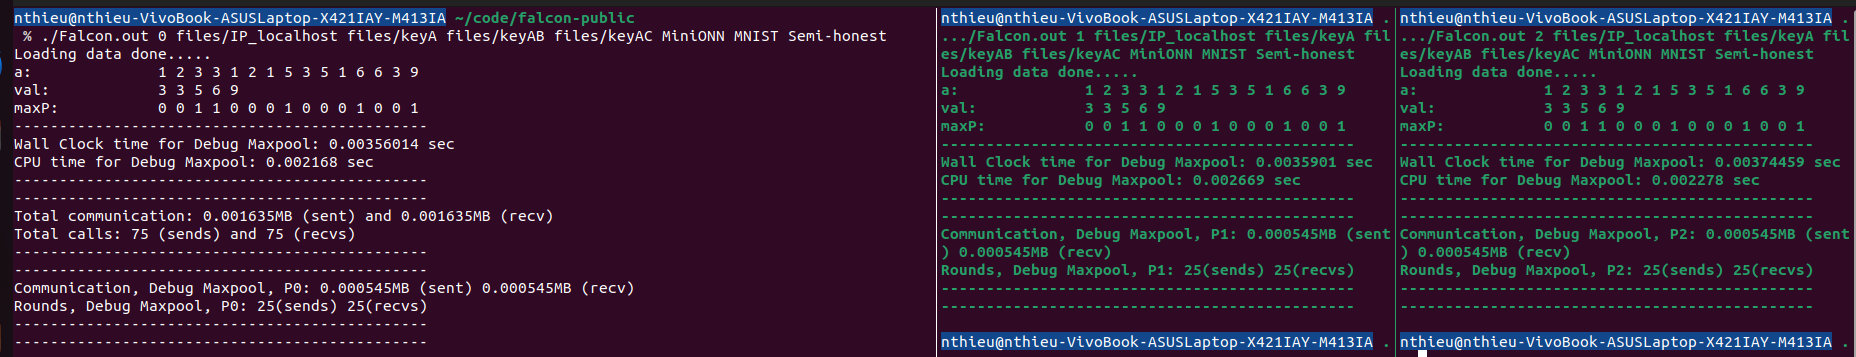 nthieu@nthieu-VivoBook-ASUSLaptop-X421IAY-M413IA ~/code/falcon-public
% ./Falcon.out 0 files/IP_localhost files/keyA files/keyAB files/keyAC MiniONN MNIST Semi-honest
Loading data done.....
a: 1 2 3 3 1 2 1 5 3 5 1 6 6 3 9
val: 3 3 5 6 9
maxP: 0 0 1 1 0 0 0 1 0 0 0 1 0 0 1
----------------------------------------------
Wall Clock time for Debug Maxpool: 0.00356014 sec
CPU time for Debug Maxpool: 0.002168 sec
----------------------------------------------
----------------------------------------------
Total communication: 0.001635MB (sent) and 0.001635MB (recv)
Total calls: 75 (sends) and 75 (recvs)
----------------------------------------------
----------------------------------------------
Communication, Debug Maxpool, P0: 0.000545MB (sent) 0.000545MB (recv)
Rounds, Debug Maxpool, P0: 25(sends) 25(recvs)
----------------------------------------------
----------------------------------------------
nthieu@nthieu-VivoBook-ASUSLaptop-X421IAY-M413IA .
.../Falcon.out 1 files/IP_localhost files/keyA fil
es/keyAB files/keyAC MiniONN MNIST Semi-honest
Loading data done.....
a: 1 2 3 3 1 2 1 5 3 5 1 6 6 3 9
val: 3 3 5 6 9
maxP: 0 0 1 1 0 0 0 1 0 0 0 1 0 0 1
----------------------------------------------
Wall Clock time for Debug Maxpool: 0.0035901 sec
CPU time for Debug Maxpool: 0.002669 sec
----------------------------------------------
----------------------------------------------
Communication, Debug Maxpool, P1: 0.000545MB (sent
) 0.000545MB (recv)
Rounds, Debug Maxpool, P1: 25(sends) 25(recvs)
----------------------------------------------
----------------------------------------------
nthieu@nthieu-VivoBook-ASUSLaptop-X421IAY-M413IA .
nthieu@nthieu-VivoBook-ASUSLaptop-X421IAY-M413IA .
.../Falcon.out 2 files/IP_localhost files/keyA fil
es/keyAB files/keyAC MiniONN MNIST Semi-honest
Loading data done.....
a: 1 2 3 3 1 2 1 5 3 5 1 6 6 3 9
val: 3 3 5 6 9
maxP: 0 0 1 1 0 0 0 1 0 0 0 1 0 0 1
----------------------------------------------
Wall Clock time for Debug Maxpool: 0.00374459 sec
CPU time for Debug Maxpool: 0.002278 sec
----------------------------------------------
----------------------------------------------
Communication, Debug Maxpool, P2: 0.000545MB (sent
) 0.000545MB (recv)
Rounds, Debug Maxpool, P2: 25(sends) 25(recvs)
----------------------------------------------
----------------------------------------------
nthieu@nthieu-VivoBook-ASUSLaptop-X421IAY-M413IA .